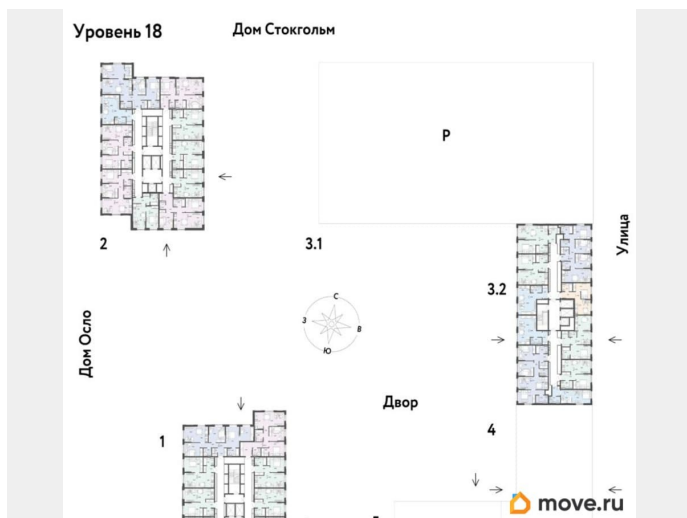 Уровень 18
Дом Стокгольм
P
2
3.1
Улица
3.2
С
З
В
Ю
Дом Осло
Двор
1
4
move.ru